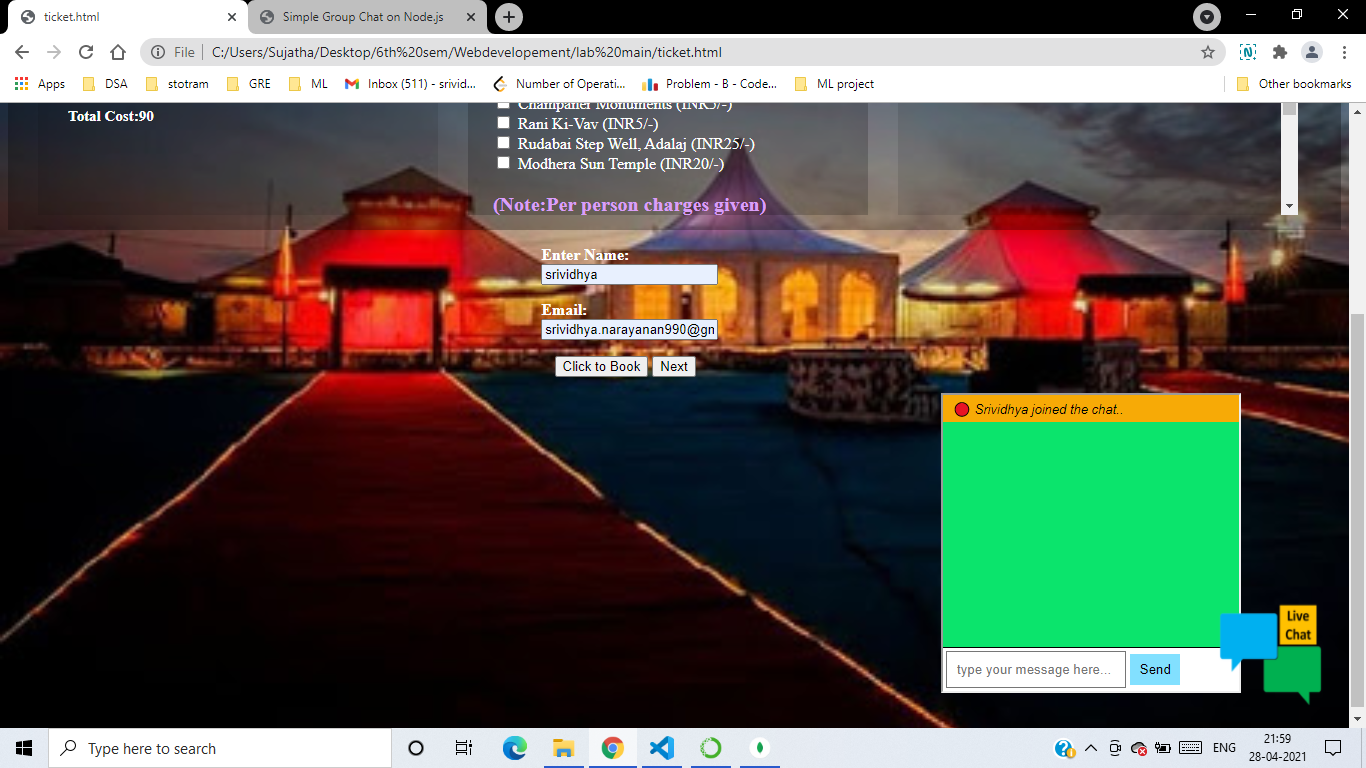 ticket.html
Simple Group Chat on Node.js
File
C:/Users/Sujatha/Desktop/6th%20sem/Webdevelopement/lab%20main/ticket.html
Apps
DSA
stotram
GRE
ML
Inbox (511) - srivid...
Number of Operati...
Problem - B - Code...
ML project
Other bookmarks
Total Cost:90
Champaner Monuments (INR5/-)
Rani Ki-Vav (INR5/-)
Rudabai Step Well, Adalaj (INR25/-)
Modhera Sun Temple (INR20/-)
(Note:Per person charges given)
Enter Name:
srividhya
Email:
srividhya.narayanan990@gn
Click to Book
Next
Srividhya joined the chat..
Live
Chat
type your message here...
Send
Type here to search
ENG
21:59
28-04-2021